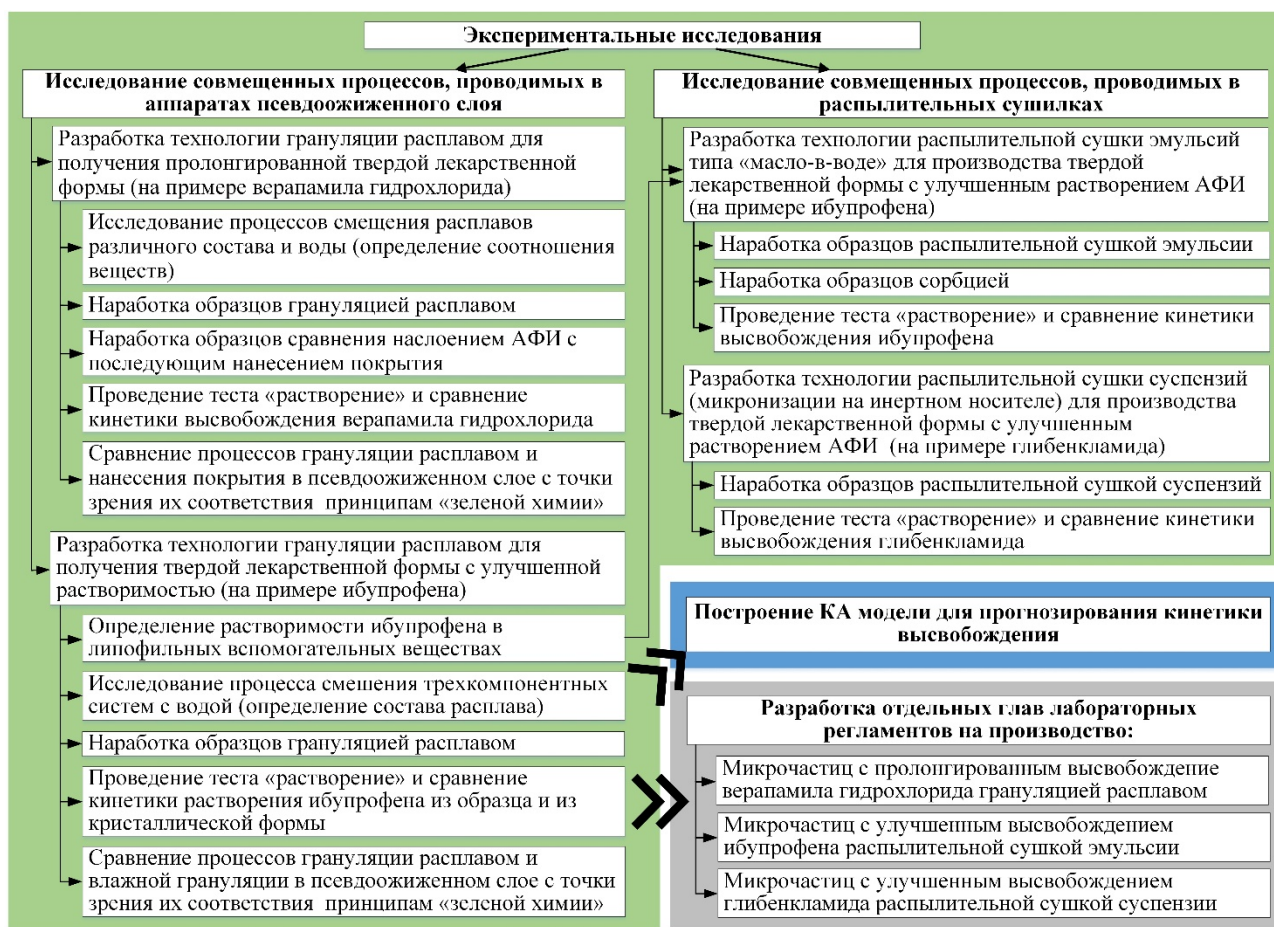 Экспериментальные исследования
Исследование совмещенных процессов, проводимых в
аппаратах псевдоожиженного слоя
Разработка технологии грануляции расплавом для
получения пролонгированной твердой лекарственной
формы (на примере верапамила гидрохлорида)
Исследование процессов смещения расплавов
различного состава и воды (определение соотношения
веществ)
Наработка образцов грануляцией расплавом
Наработка образцов сравнения наслоением АФИ с
последующим нанесением покрытия
Проведение теста «растворение» и сравнение
кинетики высвобождения верапамила гидрохлорида
Сравнение процессов грануляции расплавом и
нанесения покрытия в псевдоожиженном слое с точки
зрения их соответствия принципам «зеленой химии»
Разработка технологии грануляции расплавом для
получения твердой лекарственной формы с улучшенной
растворимостью (на примере ибупрофена)
Определение растворимости ибупрофена в
липофильных вспомогательных веществах
Исследование процесса смешения трехкомпонентных
систем с водой (определение состава расплава)
Наработка образцов грануляцией расплавом
Проведение теста «растворение» и сравнение
кинетики растворения ибупрофена из образца и из
кристаллической формы
Сравнение процессов грануляции расплавом и
влажной грануляции в псевдоожиженном слое с точки
зрения их соответствия принципам «зеленой химии»
Исследование совмещенных процессов, проводимых в
распылительных сушилках
Разработка технологии распылительной сушки эмульсий
типа «масло-в-воде» для производства твердой
лекарственной формы с улучшенным растворением АФИ
(на примере ибупрофена)
Наработка образцов распылительной сушкой эмульсии
Наработка образцов сорбцией
Проведение теста «растворение» и сравнение кинетики
высвобождения ибупрофена
Разработка технологии распылительной сушки суспензий
(микронизации на инертном носителе) для производства
твердой лекарственной формы с улучшенным
растворением АФИ (на примере глибенкламида)
Наработка образцов распылительной сушкой суспензий
Проведение теста «растворение» и сравнение кинетики
высвобождения глибенкламида
Построение КА модели для прогнозирования кинетики
высвобождения
Разработка отдельных глав лабораторных
регламентов на производство:
Микрочастиц с пролонгированным высвобождение
верапамила гидрохлорида грануляцией расплавом
Микрочастиц с улучшенным высвобождением
ибупрофена распылительной сушкой эмульсии
Микрочастиц с улучшенным высвобождением
глибенкламида распылительной сушкой суспензии